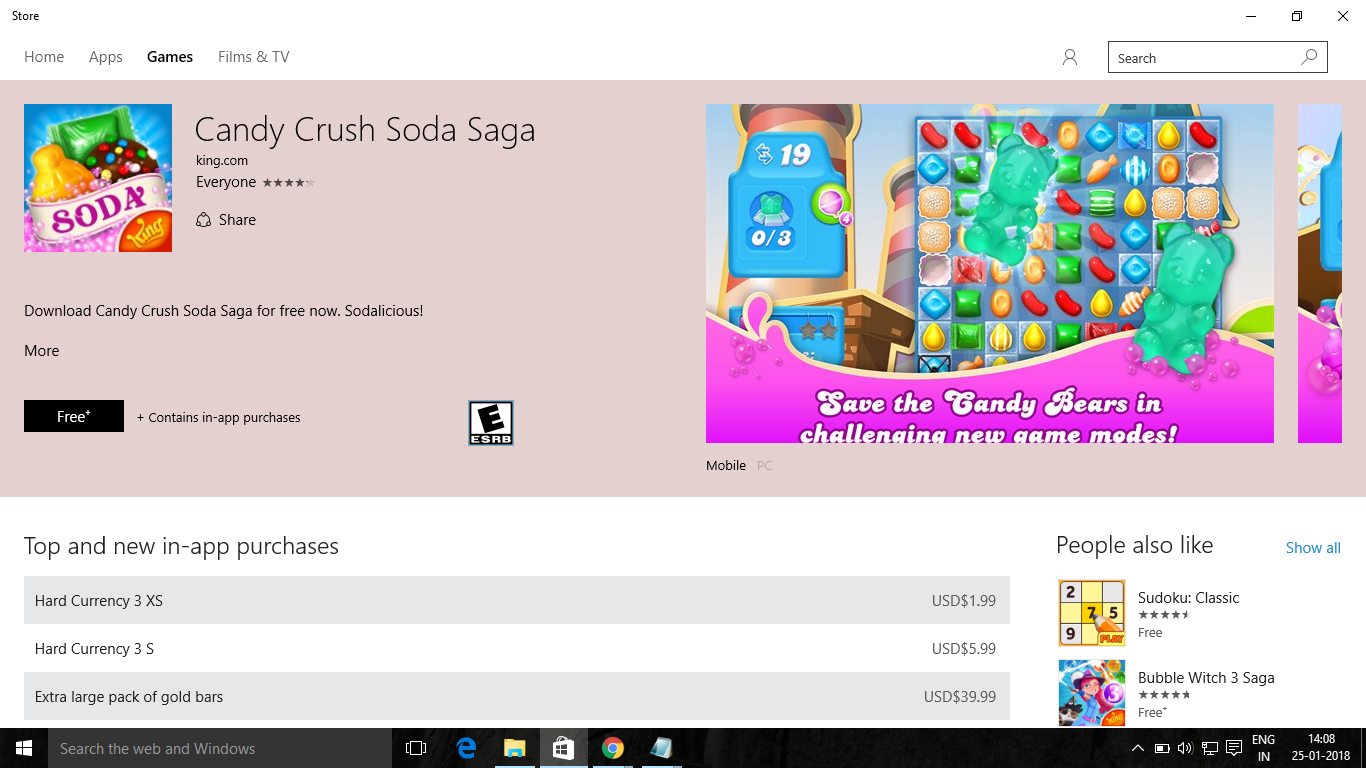 Store
Home Apps Games Films & TV
Search
SODA
King
Candy Crush Soda Saga
king.com
Everyone
Share
Download Candy Crush Soda Saga for free now. Sodalicious!
More
Free+
+ Contains in-app purchases
E
ESRB
19
4
0/3
Save the Candy Bears in
challenging new game modes!
Mobile PC
Top and new in-app purchases
Hard Currency 3 XS USD$1.99
Hard Currency 3 S USD$5.99
Extra large pack of gold bars USD$39.99
People also like Show all
2
7 5
9
PLAY
Sudoku: Classic
Free
3
King
Bubble Witch 3 Saga
Free+
Search the web and Windows
ENG
IN
14:08
25-01-2018